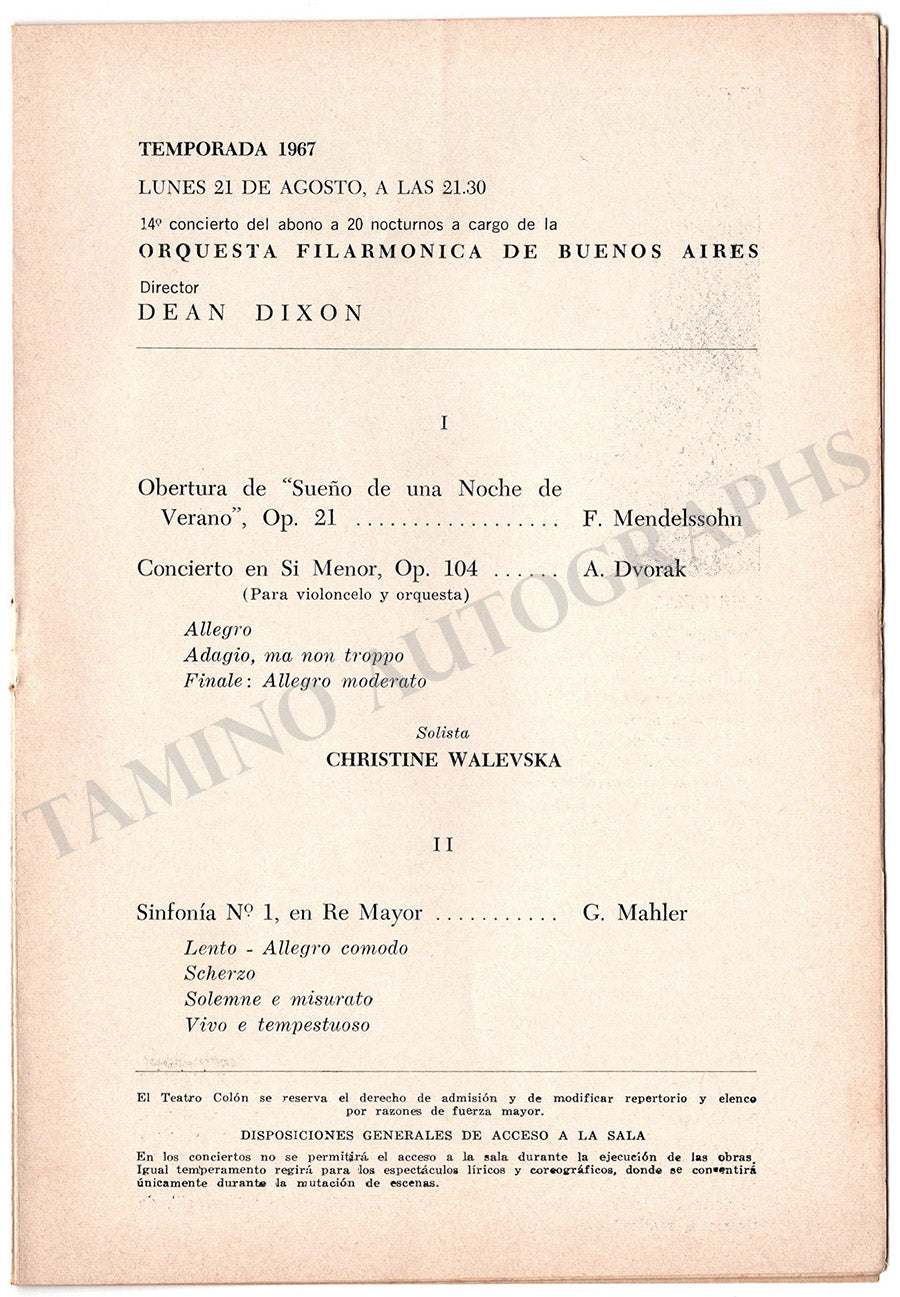 TEMPORADA 1967
LUNES 21 DE AGOSTO, A LAS 21.30
14º concierto del abono a 20 nocturnos a cargo de la
ORQUESTA FILARMONICA DE BUENOS AIRES
Director
DEAN DIXON
I
Obertura de “Sueño de una Noche de
Verano”, Op. 21 .................. F. Mendelssohn
Concierto en Si Menor, Op. 104 ...... A. Dvorak
(Para violoncelo y orquesta)
Allegro
Adagio, ma non troppo
Finale: Allegro moderato
Solista
CHRISTINE WALEVSKA
TAMINO AUTOGRAPHS
II
Sinfonía Nº 1, en Re Mayor ........... G. Mahler
Lento - Allegro comodo
Scherzo
Solemne e misurato
Vivo e tempestuoso
El Teatro Colón se reserva el derecho de admisión y de modificar repertorio y elenco
por razones de fuerza mayor.
DISPOSICIONES GENERALES DE ACCESO A LA SALA
En los conciertos no se permitirá el acceso a la sala durante la ejecución de las obras.
Igual temperamento regirá para los espectáculos líricos y coreográficos, donde se consentirá
únicamente durante la mutación de escenas.